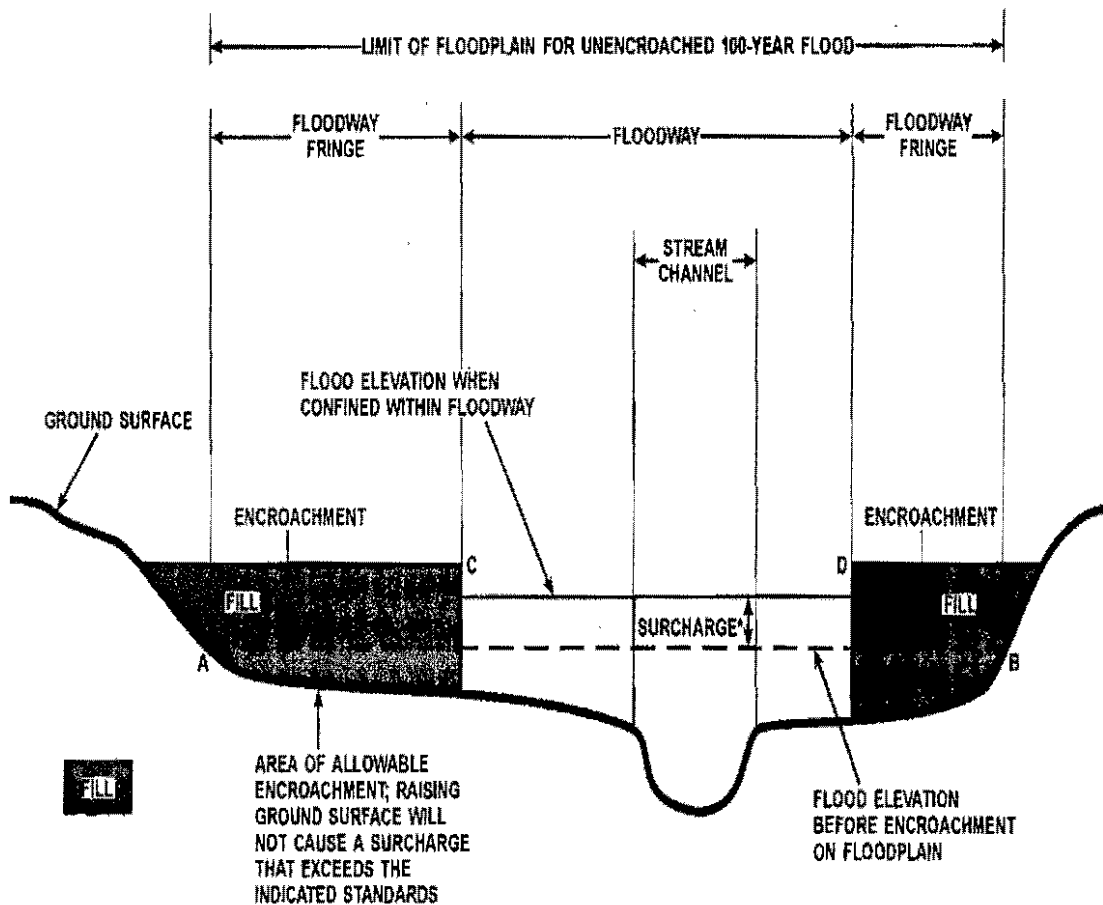 LIMIT OF FLOODPLAIN FOR UNENCROACHED 100-YEAR FLOOD
FLOODWAY
FRINGE
FLOODWAY
FLOODWAY
FRINGE
STREAM
CHANNEL
FLOOD ELEVATION WHEN
CONFINED WITHIN FLOODWAY
GROUND SURFACE
ENCROACHMENT
ENCROACHMENT
C
D
FILL
FILL
SURCHARGE*
A
B
AREA OF ALLOWABLE
ENCROACHMENT; RAISING
GROUND SURFACE WILL
NOT CAUSE A SURCHARGE
THAT EXCEEDS THE
INDICATED STANDARDS
FILL
FLOOD ELEVATION
BEFORE ENCROACHMENT
ON FLOODPLAIN